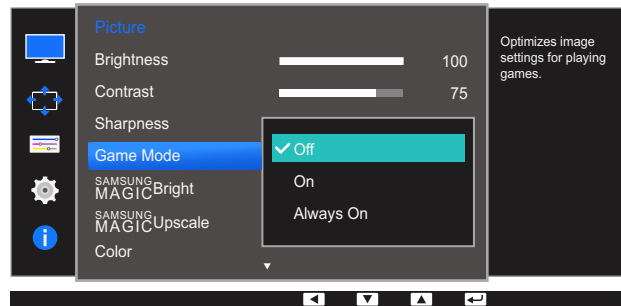 Picture
Brightness 100
Contrast 75
Sharpness
Game Mode
SAMSUNG
MAGICBright
SAMSUNG
MAGICUpscale
Color
Off
On
Always On
Optimizes image
settings for playing
games.